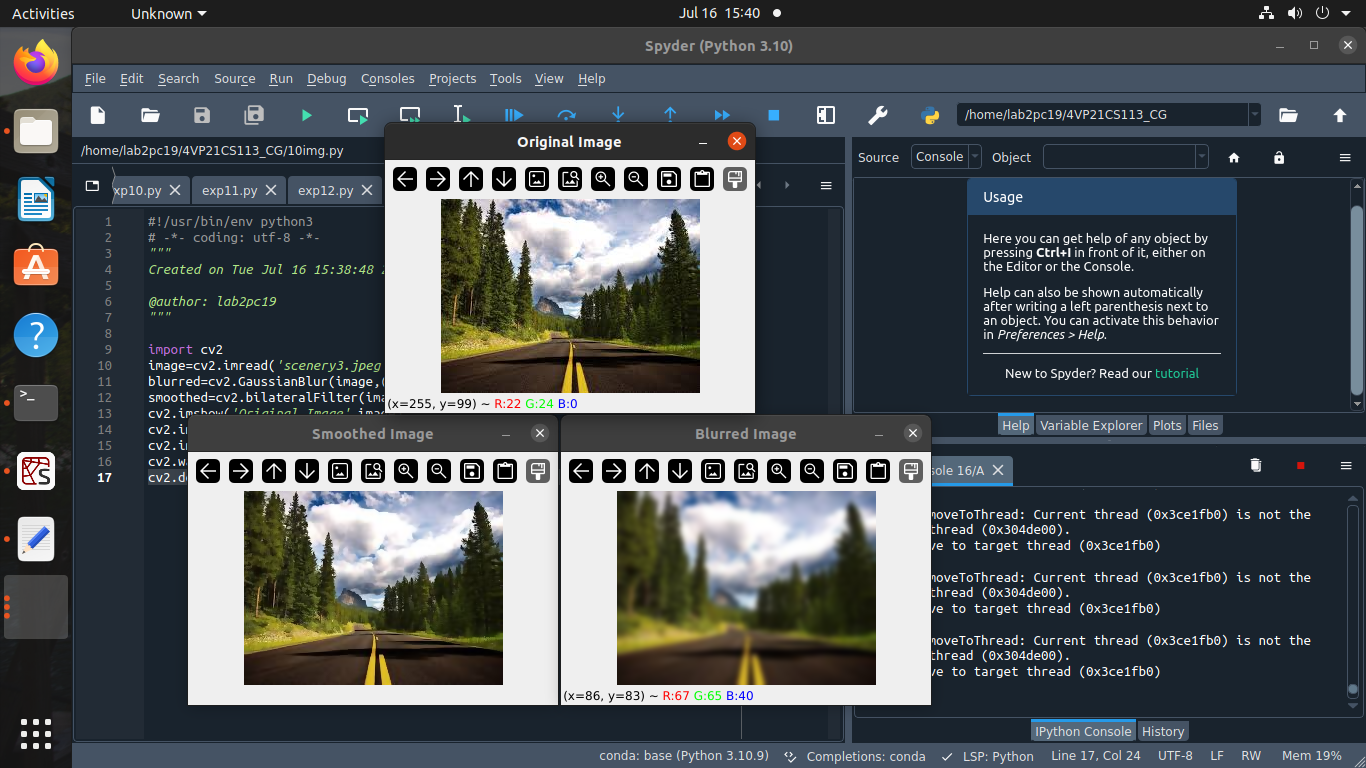 Activities
Unknown
Jul 16 15:40
Spyder (Python 3.10)
File Edit Search Source Run Debug Consoles Projects Tools View Help
/home/lab2pc19/4VP21CS113_CG
/home/lab2pc19/4VP21CS113_CG/10img.py
xp10.py exp11.py exp12.py
1 #!/usr/bin/env python3
2 # -*- coding: utf-8 -*-
3 """
4 Created on Tue Jul 16 15:38:48
5
6 @author: lab2pc19
7 """
8
9 import cv2
10 image=cv2.imread('scenery3.jpeg
11 blurred=cv2.GaussianBlur(image,(
12 smoothed=cv2.bilateralFilter(ima
13 cv2.imshow('Original Image',imag
14 cv2.i
15 cv2.i
16 cv2.wa
17 cv2.de
Original Image
(x=255, y=99) ~ R:22 G:24 B:0
Smoothed Image
Blurred Image
(x=86, y=83) ~ R:67 G:65 B:40
Source Console Object
Usage
Here you can get help of any object by
pressing Ctrl+I in front of it, either on
the Editor or the Console.
Help can also be shown automatically
after writing a left parenthesis next to
an object. You can activate this behavior
in Preferences > Help.
New to Spyder? Read our tutorial
Help Variable Explorer Plots Files
sole 16/A
moveToThread: Current thread (0x3ce1fb0) is not the
thread (0x304de00).
ve to target thread (0x3ce1fb0)
moveToThread: Current thread (0x3ce1fb0) is not the
thread (0x304de00).
ve to target thread (0x3ce1fb0)
moveToThread: Current thread (0x3ce1fb0) is not the
thread (0x304de00).
ve to target thread (0x3ce1fb0)
IPython Console History
conda: base (Python 3.10.9) Completions: conda LSP: Python Line 17, Col 24 UTF-8 LF RW Mem 19%